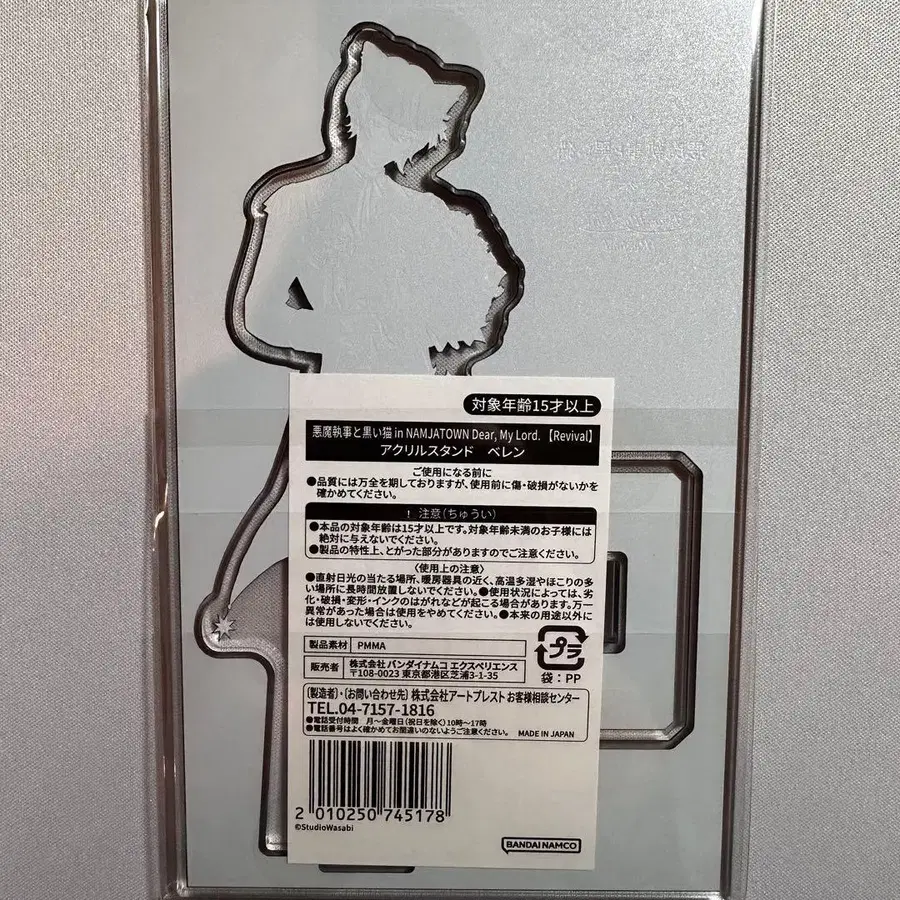 対象年齢15才以上
悪魔執事と黒い猫 in NAMJATOWN Dear, My Lord.【Revival】
アクリルスタンド ベレン
ご使用になる前に
●品質には万全を期しておりますが、使用前に傷・破損がないかを
確かめてください。
! 注意(ちゅうい)
●本品の対象年齢は15才以上です。対象年齢未満のお子様には
絶対に与えないでください。
●製品の特性上、とがった部分がありますのでご注意ください。
〈使用上の注意〉
●直射日光の当たる場所、暖房器具の近く、高温多湿やほこりの多
い場所に長時間放置しないでください。●使用状況によっては、劣
化・破損・変形・インクのはがれなどが起こる場合があります。万一
異常があった場合は使用をやめてください。●本来の用途以外に
は使用しないでください。
製品素材 PMMA
プラ
袋:PP
販売者 株式会社 バンダイナムコ エクスペリエンス
〒108-0023 東京都港区芝浦3-1-35
〔製造者〕・〔お問い合わせ先〕 株式会社アートプレスト お客様相談センター
TEL.04-7157-1816
●電話受付時間 月～金曜日(祝日を除く)10時～17時
●電話番号はよく確かめてお間違いのないようご注意ください。 MADE IN JAPAN
2 010250 745178
©StudioWasabi
BANDAI NAMCO